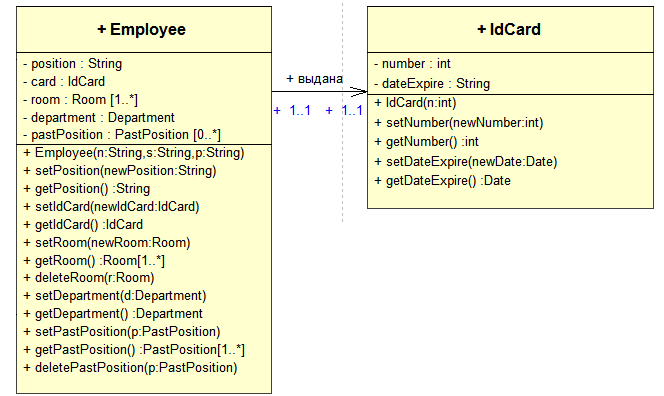 + Employee
- position : String
- card : IdCard
- room : Room [1..*]
- department : Department
- pastPosition : PastPosition [0..*]
+ Employee(n:String,s:String,p:String)
+ setPosition(newPosition:String)
+ getPosition() :String
+ setIdCard(newIdCard:IdCard)
+ getIdCard() :IdCard
+ setRoom(newRoom:Room)
+ getRoom() :Room[1..*]
+ deleteRoom(r:Room)
+ setDepartment(d:Department)
+ getDepartment() :Department
+ setPastPosition(p:PastPosition)
+ getPastPosition() :PastPosition[1..*]
+ deletePastPosition(p:PastPosition)
+ выдана
+ 1..1 + 1..1
+ IdCard
- number : int
- dateExpire : String
+ IdCard(n:int)
+ setNumber(newNumber:int)
+ getNumber() :int
+ setDateExpire(newDate:Date)
+ getDateExpire() :Date